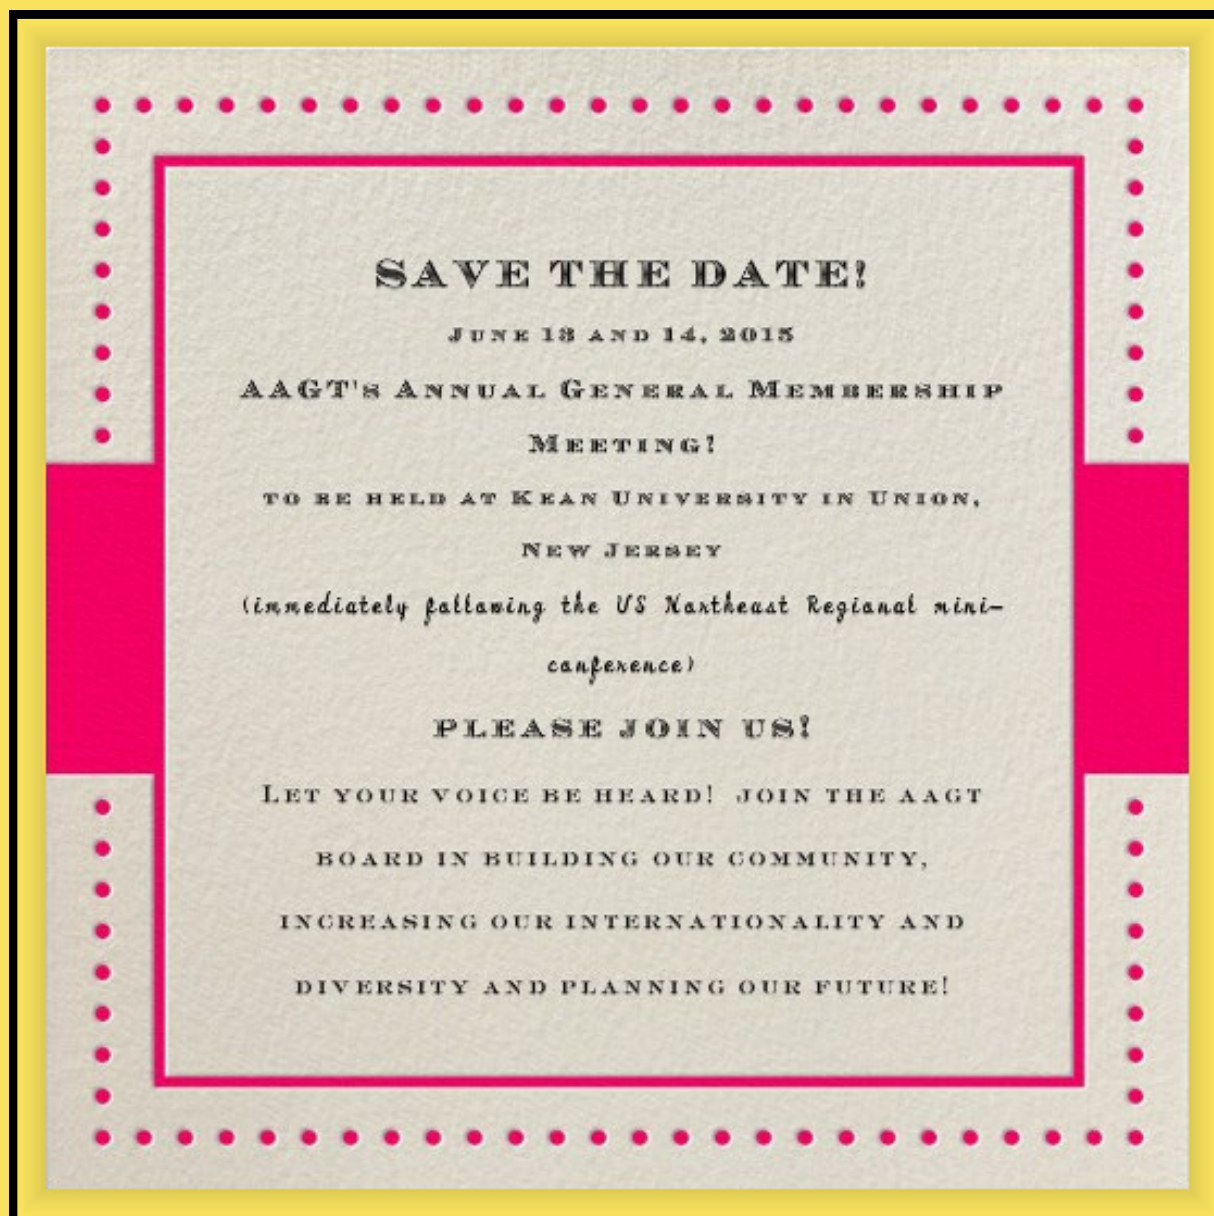 SAVE THE DATE!
JUNE 13 AND 14, 2015
AAGT'S ANNUAL GENERAL MEMBERSHIP
MEETING!
TO BE HELD AT KEAN UNIVERSITY IN UNION,
NEW JERSEY
(immediately following the US Northeast Regional mini-
conference)
PLEASE JOIN US!
LET YOUR VOICE BE HEARD! JOIN THE AAGT
BOARD IN BUILDING OUR COMMUNITY,
INCREASING OUR INTERNATIONALITY AND
DIVERSITY AND PLANNING OUR FUTURE!